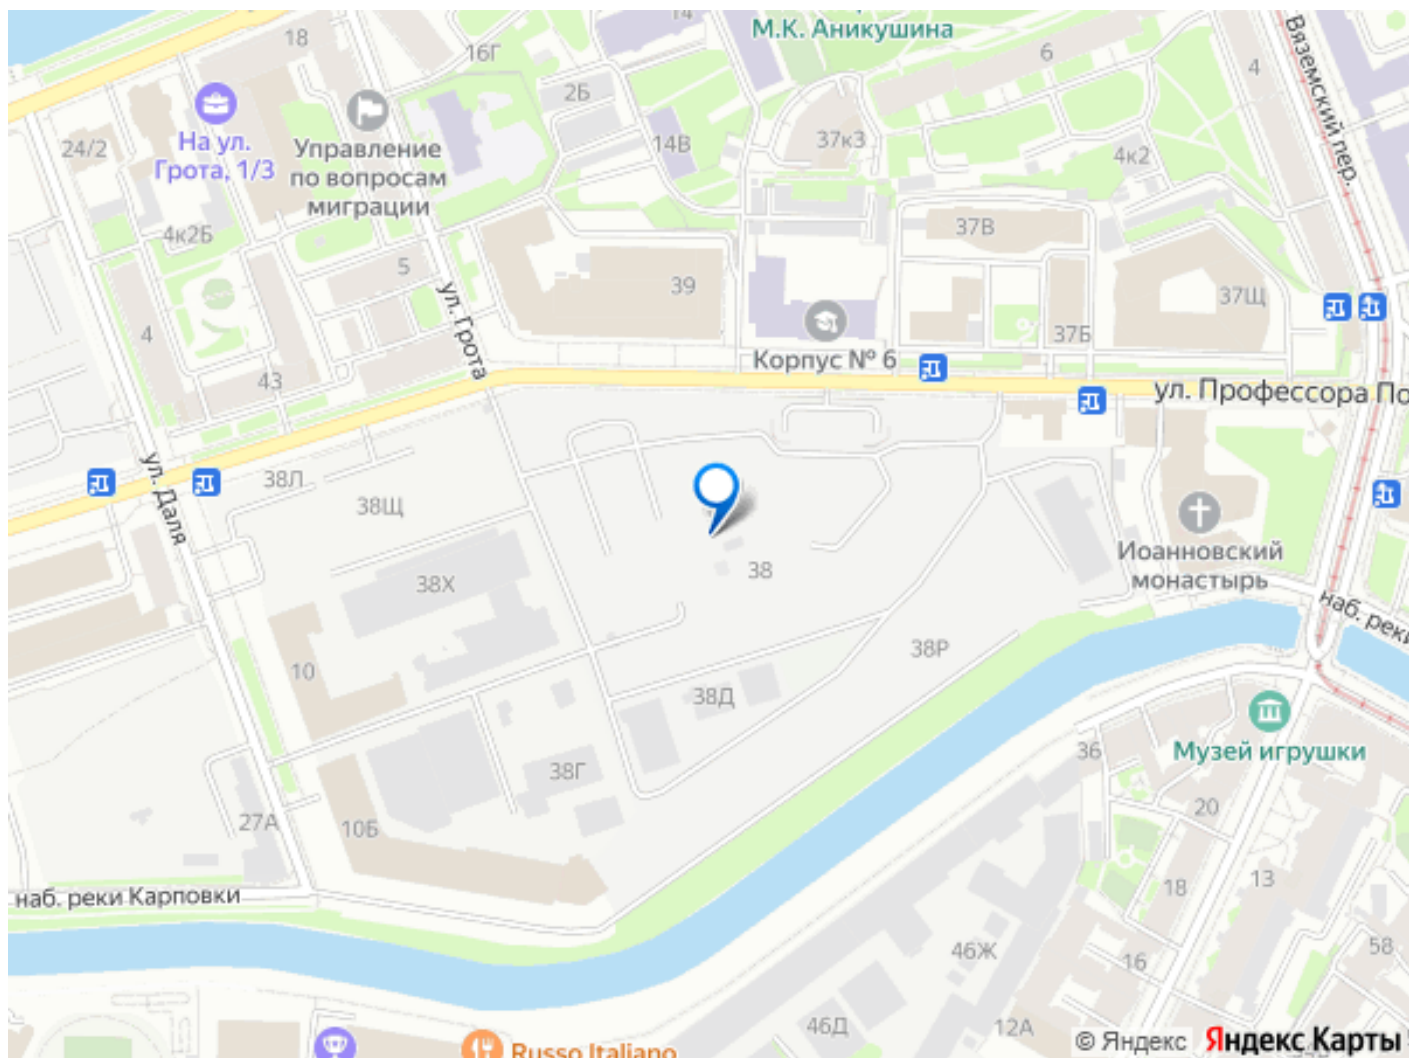 14
М.К. Аникушина
18
16Г
6
4
Вяземский пер.
2Б
На ул.
Грота, 1/3
Управление
по вопросам
миграции
24/2
14В
37к3
4к2
4к2Б
37В
5
39
37Щ
ул. Грота
4
37Б
43
Корпус № 6
ул. Профессора По
ул. Даля
38Л
38Щ
Иоанновский
монастырь
38
38Х
наб. реки
10
38Р
38Д
36
Музей игрушки
38Г
20
27А
10Б
13
18
наб. реки Карповки
46Ж
16
58
46Д
12А
Russo Italiano
© Яндекс Яндекс Карты